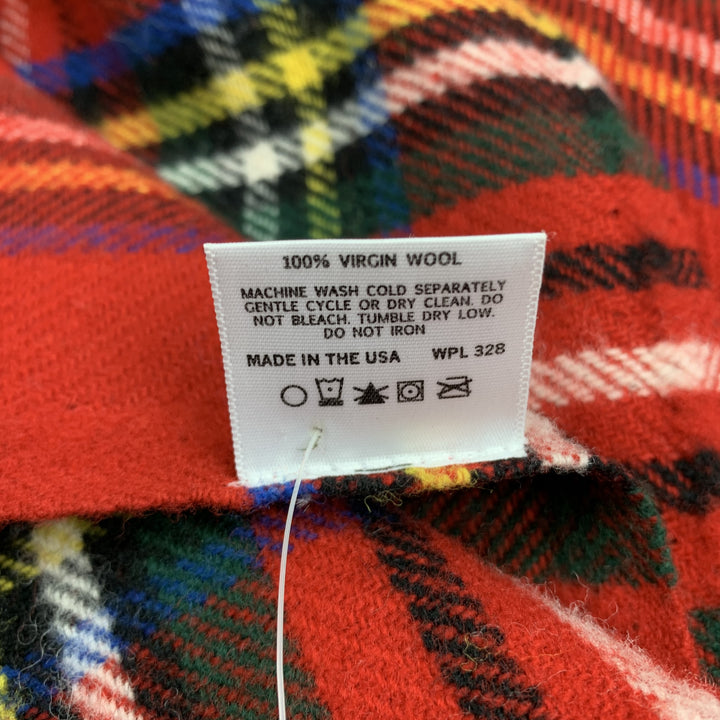 100% VIRGIN WOOL
MACHINE WASH COLD SEPARATELY
GENTLE CYCLE OR DRY CLEAN. DO
NOT BLEACH. TUMBLE DRY LOW.
DO NOT IRON
MADE IN THE USA WPL 328